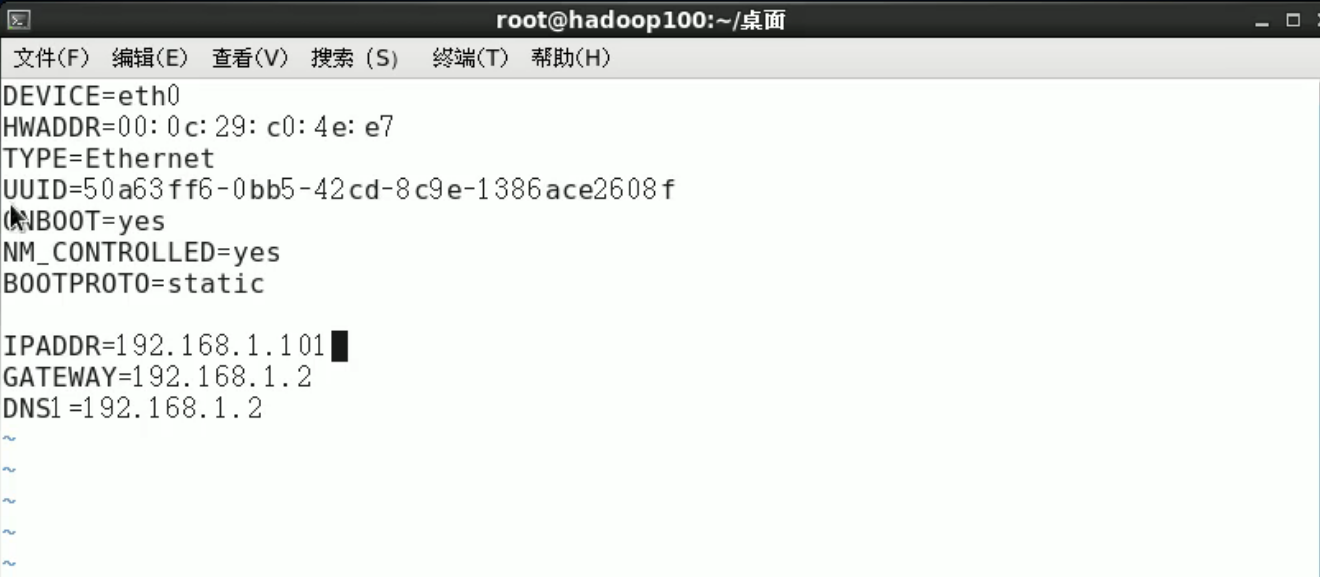 root@hadoop100:~/桌面
文件(F) 编辑(E) 查看(V) 搜索 (S) 终端(T) 帮助(H)
DEVICE=eth0
HWADDR=00:0c:29:c0:4e:e7
TYPE=Ethernet
UUID=50a63ff6-0bb5-42cd-8c9e-1386ace2608f
ONBOOT=yes
NM_CONTROLLED=yes
BOOTPROTO=static
IPADDR=192.168.1.101
GATEWAY=192.168.1.2
DNS1=192.168.1.2
~
~
~
~
~